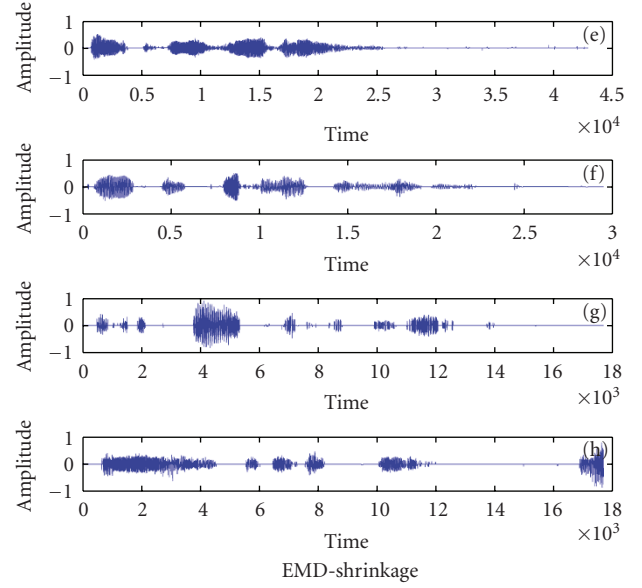 Amplitude
1
0
−1
(e)
0 0.5 1 1.5 2 2.5 3 3.5 4 4.5
Time
×10^4
Amplitude
1
0
−1
(f)
0 0.5 1 1.5 2 2.5 3
Time
×10^4
Amplitude
1
0
−1
(g)
0 2 4 6 8 10 12 14 16 18
Time
×10^3
Amplitude
1
0
−1
(h)
0 2 4 6 8 10 12 14 16 18
Time
×10^3
EMD-shrinkage